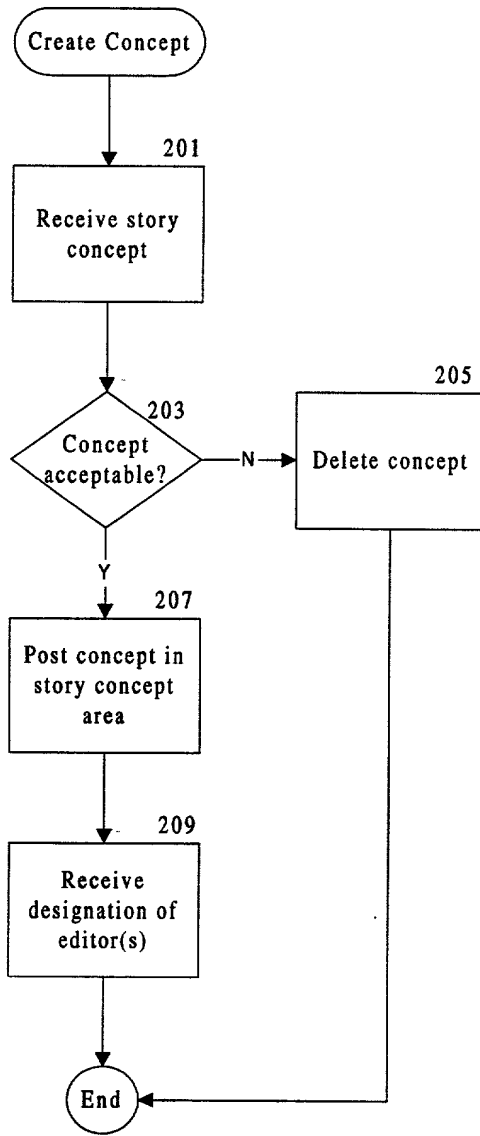 Create Concept
201
Receive story
concept
203
Concept
acceptable?
N
205
Delete concept
Y
207
Post concept in
story concept
area
209
Receive
designation of
editor(s)
End